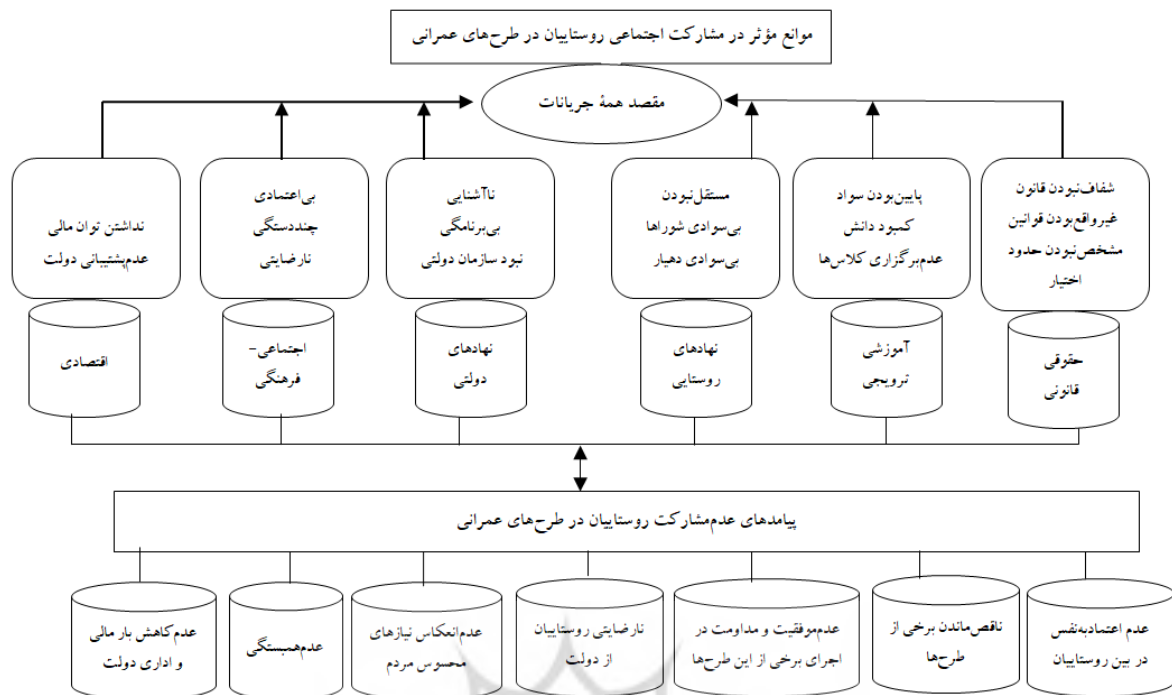 موانع مؤثر در مشارکت اجتماعی روستاییان در طرح‌های عمرانی
مقصد همهٔ جریانات
شفاف‌نبودن قانون
غیرواقع‌بودن قوانین
مشخص‌نبودن حدود
اختیار
پایین‌بودن سواد
کمبود دانش
عدم‌برگزاری کلاس‌ها
مستقل‌نبودن
بی‌سوادی شوراها
بی‌سوادی دهیار
ناآشنایی
بی‌برنامگی
نبود سازمان دولتی
بی‌اعتمادی
چنددستگی
نارضایتی
نداشتن توان مالی
عدم‌پشتیبانی دولت
حقوقی
قانونی
آموزشی
ترویجی
نهادهای
روستایی
نهادهای
دولتی
اجتماعی-
فرهنگی
اقتصادی
پیامدهای عدم‌مشارکت روستاییان در طرح‌های عمرانی
عدم اعتمادبه‌نفس
در بین روستاییان
ناقص‌ماندن برخی از
طرح‌ها
عدم‌موفقیت و مداومت در
اجرای برخی از این طرح‌ها
نارضایتی روستاییان
از دولت
عدم‌انعکاس نیازهای
محسوس مردم
عدم‌همبستگی
عدم‌کاهش بار مالی
و اداری دولت